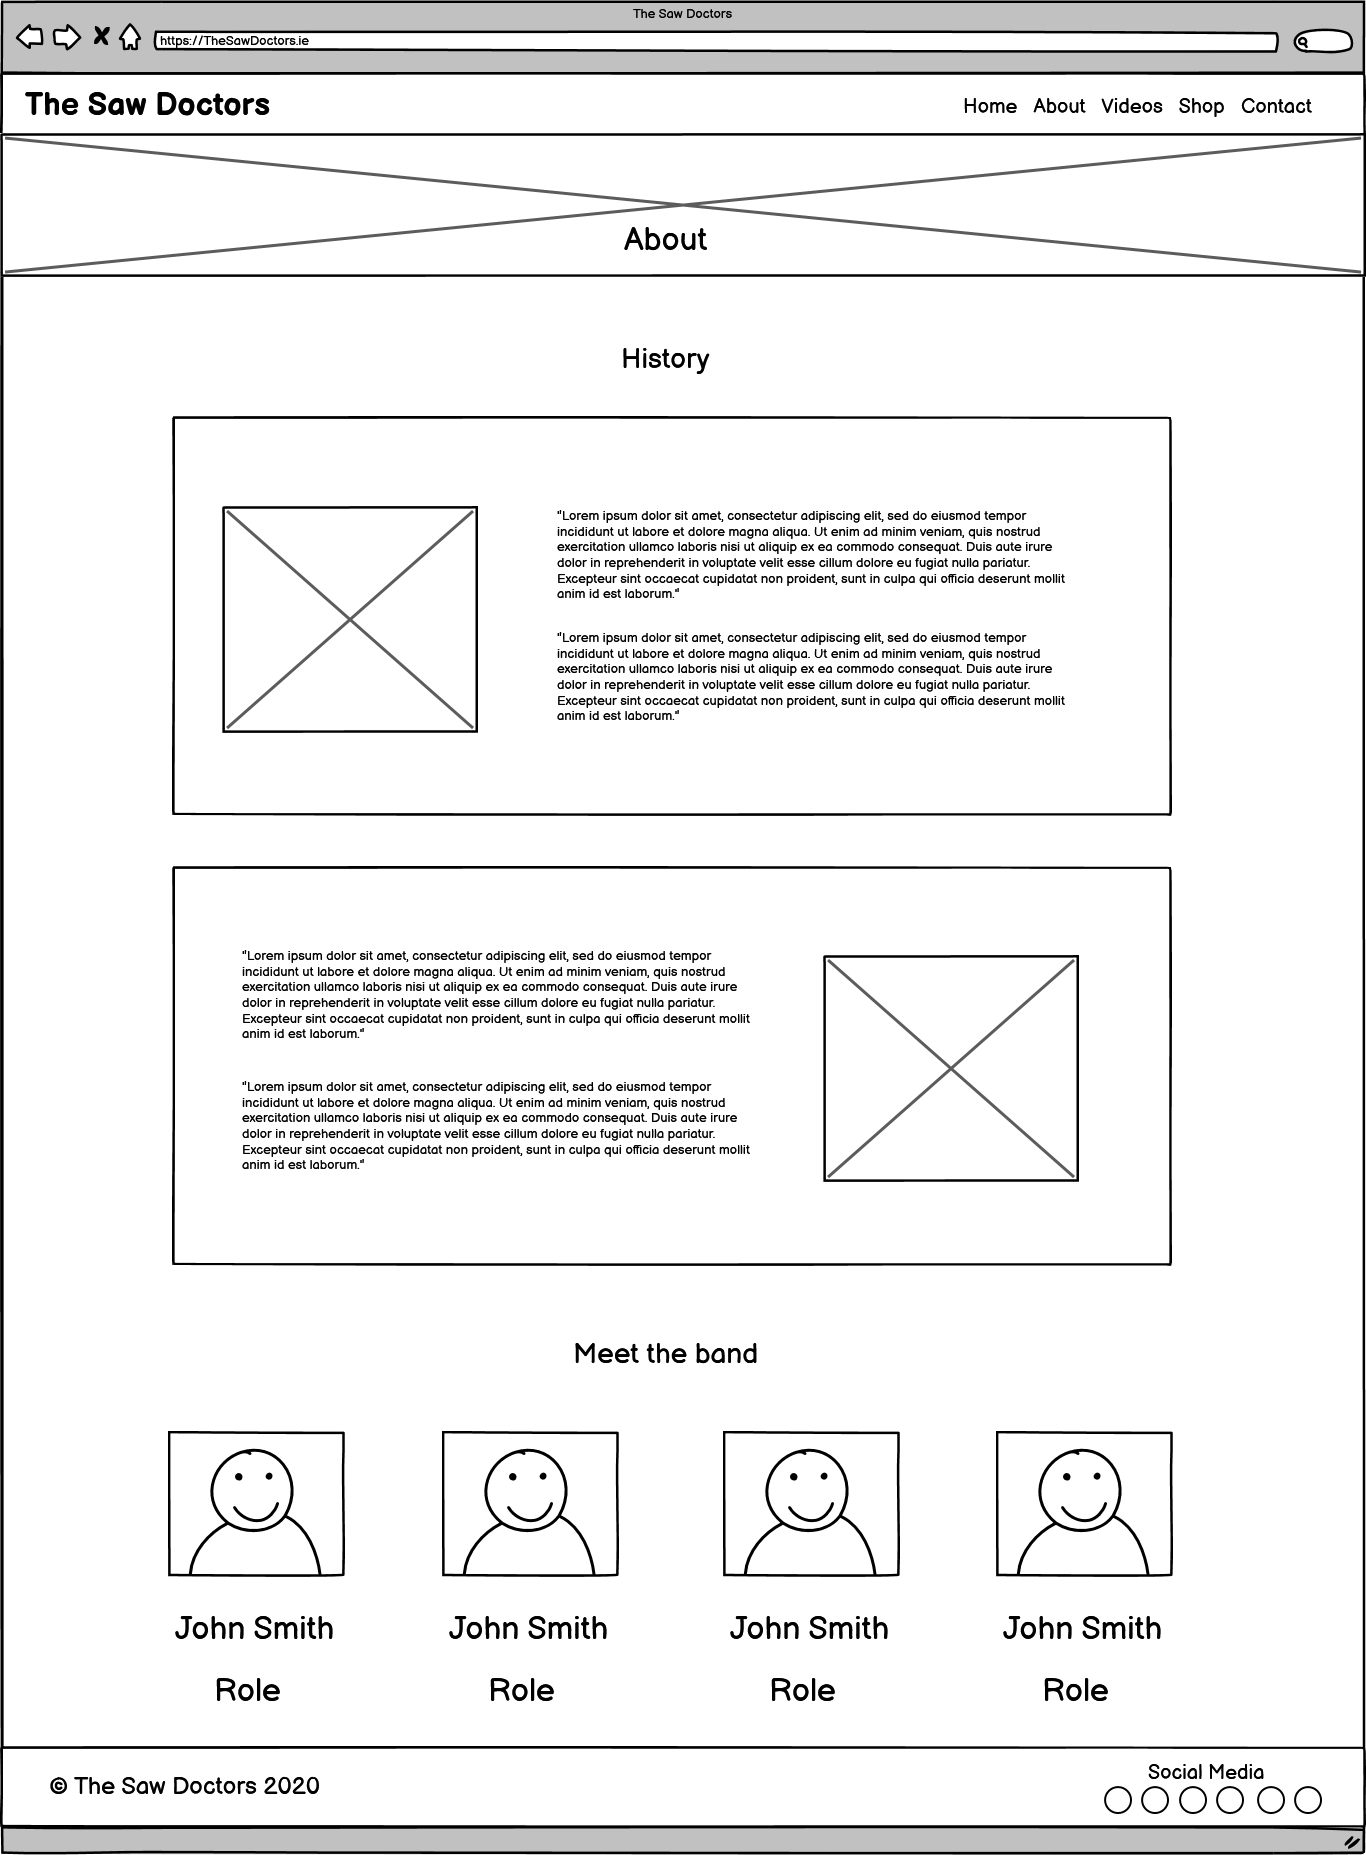 The Saw Doctors
https://TheSawDoctors.ie
The Saw Doctors
Home About Videos Shop Contact
About
History
"Lorem ipsum dolor sit amet, consectetur adipiscing elit, sed do eiusmod tempor
incididunt ut labore et dolore magna aliqua. Ut enim ad minim veniam, quis nostrud
exercitation ullamco laboris nisi ut aliquip ex ea commodo consequat. Duis aute irure
dolor in reprehenderit in voluptate velit esse cillum dolore eu fugiat nulla pariatur.
Excepteur sint occaecat cupidatat non proident, sunt in culpa qui officia deserunt mollit
anim id est laborum."
"Lorem ipsum dolor sit amet, consectetur adipiscing elit, sed do eiusmod tempor
incididunt ut labore et dolore magna aliqua. Ut enim ad minim veniam, quis nostrud
exercitation ullamco laboris nisi ut aliquip ex ea commodo consequat. Duis aute irure
dolor in reprehenderit in voluptate velit esse cillum dolore eu fugiat nulla pariatur.
Excepteur sint occaecat cupidatat non proident, sunt in culpa qui officia deserunt mollit
anim id est laborum."
"Lorem ipsum dolor sit amet, consectetur adipiscing elit, sed do eiusmod tempor
incididunt ut labore et dolore magna aliqua. Ut enim ad minim veniam, quis nostrud
exercitation ullamco laboris nisi ut aliquip ex ea commodo consequat. Duis aute irure
dolor in reprehenderit in voluptate velit esse cillum dolore eu fugiat nulla pariatur.
Excepteur sint occaecat cupidatat non proident, sunt in culpa qui officia deserunt mollit
anim id est laborum."
"Lorem ipsum dolor sit amet, consectetur adipiscing elit, sed do eiusmod tempor
incididunt ut labore et dolore magna aliqua. Ut enim ad minim veniam, quis nostrud
exercitation ullamco laboris nisi ut aliquip ex ea commodo consequat. Duis aute irure
dolor in reprehenderit in voluptate velit esse cillum dolore eu fugiat nulla pariatur.
Excepteur sint occaecat cupidatat non proident, sunt in culpa qui officia deserunt mollit
anim id est laborum."
Meet the band
John Smith John Smith John Smith John Smith
Role Role Role Role
© The Saw Doctors 2020
Social Media